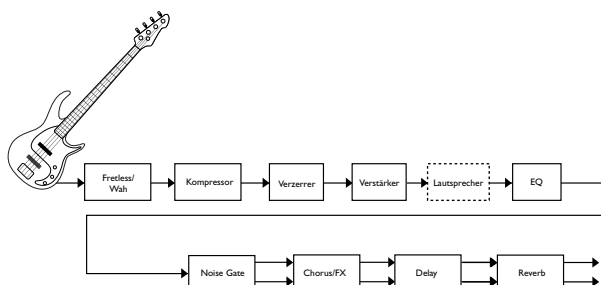 Fretless/
Wah
Kompressor
Verzerrer
Verstärker
Lautsprecher
EQ
Noise Gate
Chorus/FX
Delay
Reverb